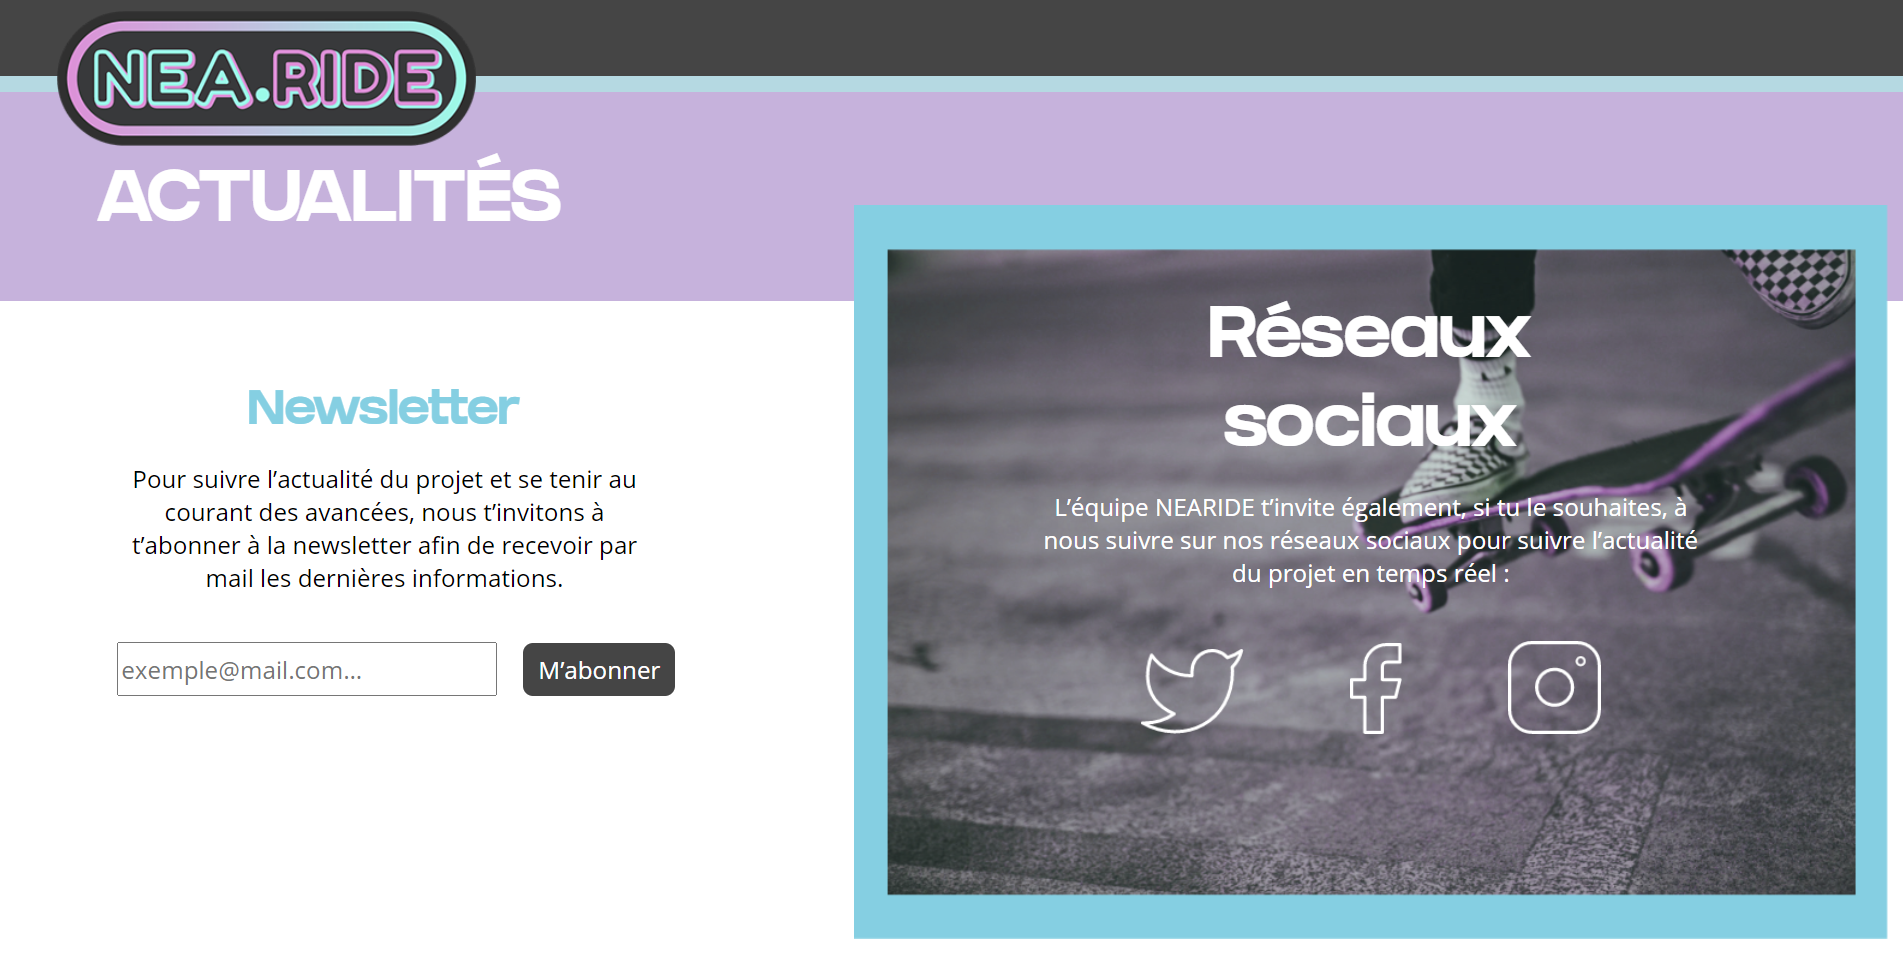 NEA.RIDE
ACTUALITÉS
Newsletter
Pour suivre l’actualité du projet et se tenir au
courant des avancées, nous t’invitons à
t’abonner à la newsletter afin de recevoir par
mail les dernières informations.
exemple@mail.com...
M’abonner
Réseaux
sociaux
L’équipe NEARIDE t’invite également, si tu le souhaites, à
nous suivre sur nos réseaux sociaux pour suivre l’actualité
du projet en temps réel :